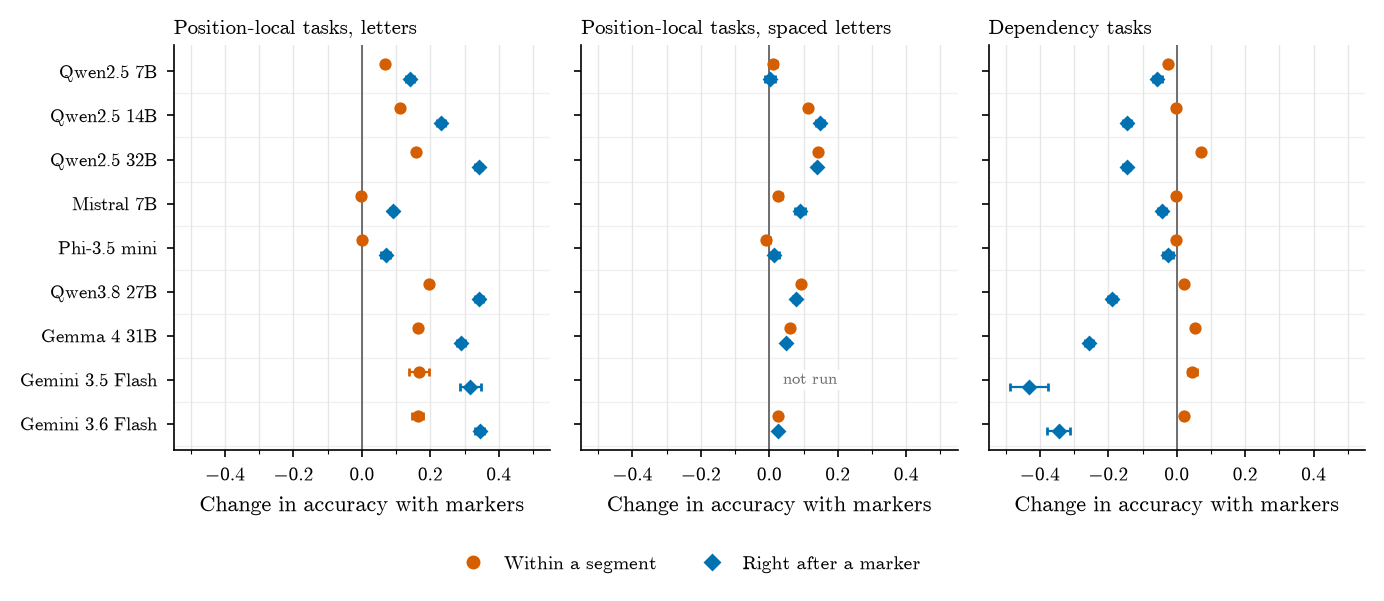 Position-local tasks, letters
Position-local tasks, spaced letters
Dependency tasks
Qwen2.5 7B
Qwen2.5 14B
Qwen2.5 32B
Mistral 7B
Phi-3.5 mini
Qwen3.8 27B
Gemma 4 31B
Gemini 3.5 Flash
Gemini 3.6 Flash
not run
−0.4 −0.2 0.0 0.2 0.4
−0.4 −0.2 0.0 0.2 0.4
−0.4 −0.2 0.0 0.2 0.4
Change in accuracy with markers
Change in accuracy with markers
Change in accuracy with markers
Within a segment
Right after a marker